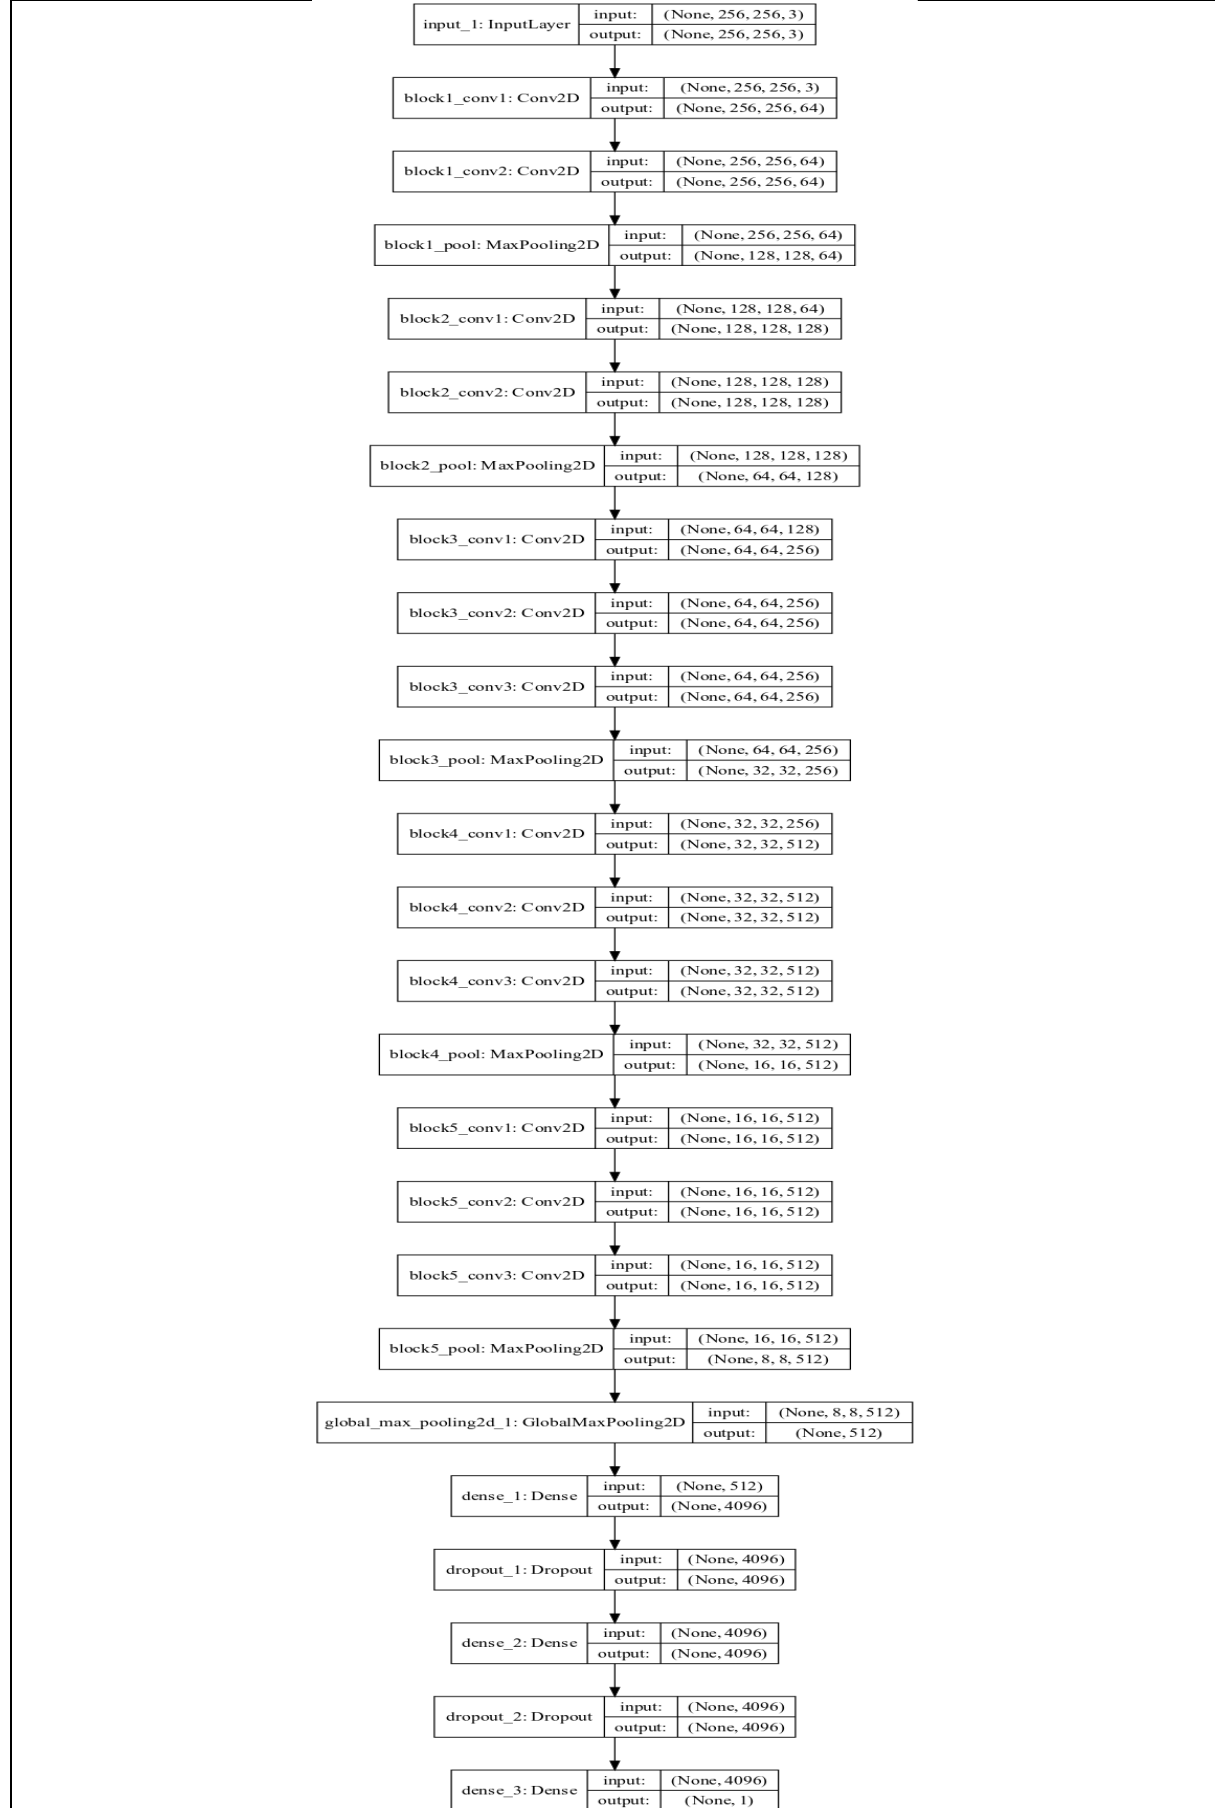 input_1: InputLayer input: (None, 256, 256, 3)
output: (None, 256, 256, 3)
block1_conv1: Conv2D input: (None, 256, 256, 3)
output: (None, 256, 256, 64)
block1_conv2: Conv2D input: (None, 256, 256, 64)
output: (None, 256, 256, 64)
block1_pool: MaxPooling2D input: (None, 256, 256, 64)
output: (None, 128, 128, 64)
block2_conv1: Conv2D input: (None, 128, 128, 64)
output: (None, 128, 128, 128)
block2_conv2: Conv2D input: (None, 128, 128, 128)
output: (None, 128, 128, 128)
block2_pool: MaxPooling2D input: (None, 128, 128, 128)
output: (None, 64, 64, 128)
block3_conv1: Conv2D input: (None, 64, 64, 128)
output: (None, 64, 64, 256)
block3_conv2: Conv2D input: (None, 64, 64, 256)
output: (None, 64, 64, 256)
block3_conv3: Conv2D input: (None, 64, 64, 256)
output: (None, 64, 64, 256)
block3_pool: MaxPooling2D input: (None, 64, 64, 256)
output: (None, 32, 32, 256)
block4_conv1: Conv2D input: (None, 32, 32, 256)
output: (None, 32, 32, 512)
block4_conv2: Conv2D input: (None, 32, 32, 512)
output: (None, 32, 32, 512)
block4_conv3: Conv2D input: (None, 32, 32, 512)
output: (None, 32, 32, 512)
block4_pool: MaxPooling2D input: (None, 32, 32, 512)
output: (None, 16, 16, 512)
block5_conv1: Conv2D input: (None, 16, 16, 512)
output: (None, 16, 16, 512)
block5_conv2: Conv2D input: (None, 16, 16, 512)
output: (None, 16, 16, 512)
block5_conv3: Conv2D input: (None, 16, 16, 512)
output: (None, 16, 16, 512)
block5_pool: MaxPooling2D input: (None, 16, 16, 512)
output: (None, 8, 8, 512)
global_max_pooling2d_1: GlobalMaxPooling2D input: (None, 8, 8, 512)
output: (None, 512)
dense_1: Dense input: (None, 512)
output: (None, 4096)
dropout_1: Dropout input: (None, 4096)
output: (None, 4096)
dense_2: Dense input: (None, 4096)
output: (None, 4096)
dropout_2: Dropout input: (None, 4096)
output: (None, 4096)
dense_3: Dense input: (None, 4096)
output: (None, 1)